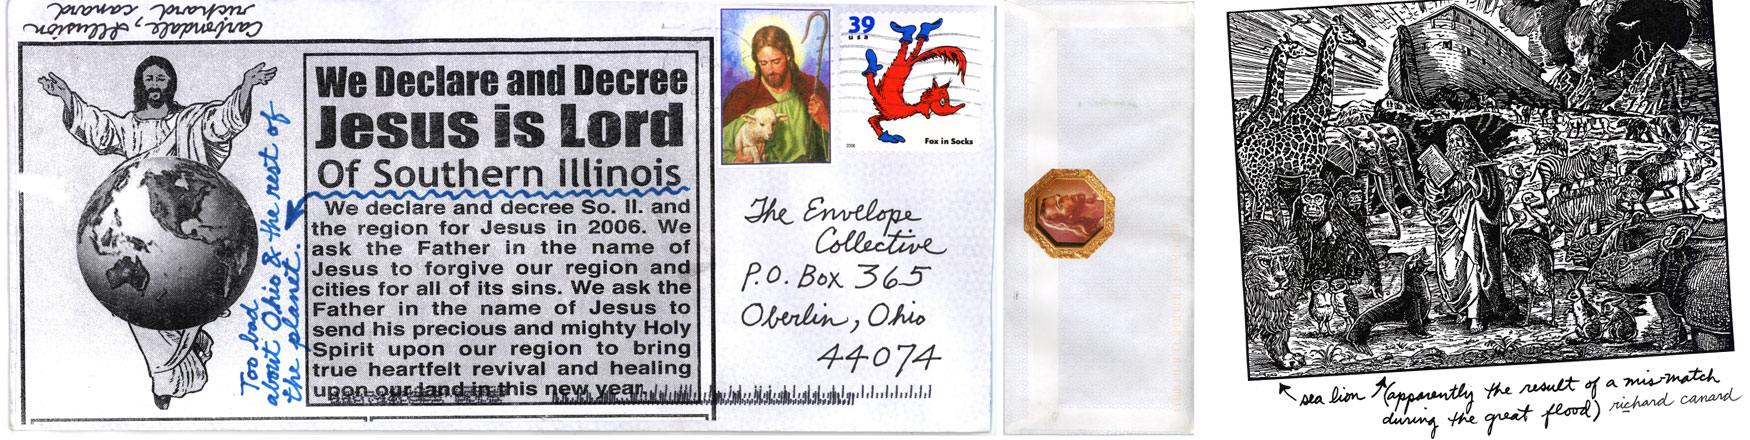 Carbondale, Illusion
richard canard
We Declare and Decree
Jesus is Lord
Of Southern Illinois
We declare and decree So. Il. and
the region for Jesus in 2006. We
ask the Father in the name of
Jesus to forgive our region and
cities for all of its sins. We ask the
Father in the name of Jesus to
send his precious and mighty Holy
Spirit upon our region to bring
true heartfelt revival and healing
upon our land in this new year.
Too bad
about Ohio & the rest of
the planet.
39
usa
2006
Fox in Socks
The Envelope
Collective
P.O. Box 365
Oberlin, Ohio
44074
sea lion (apparently the result of a mis-match
during the great flood) richard canard